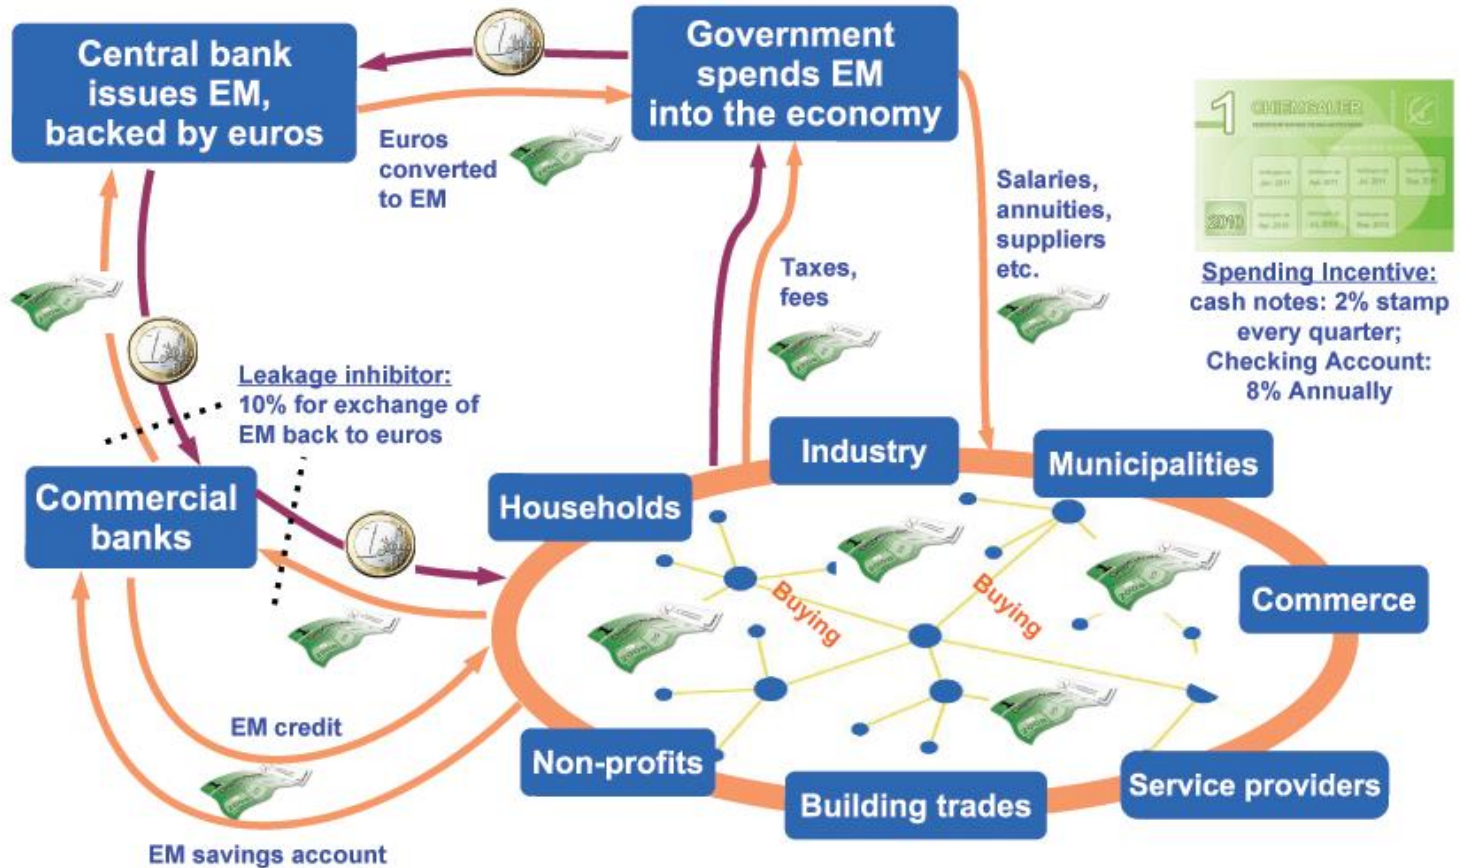 Central bank
issues EM,
backed by euros
Government
spends EM
into the economy
Euros
converted
to EM
Salaries,
annuities,
suppliers
etc.
Taxes,
fees
1 CHIEMGAUER
2010
Spending Incentive:
cash notes: 2% stamp
every quarter;
Checking Account:
8% Annually
Leakage inhibitor:
10% for exchange of
EM back to euros
Commercial
banks
Households
Industry
Municipalities
Commerce
Buying
Buying
EM credit
Non-profits
Building trades
Service providers
EM savings account